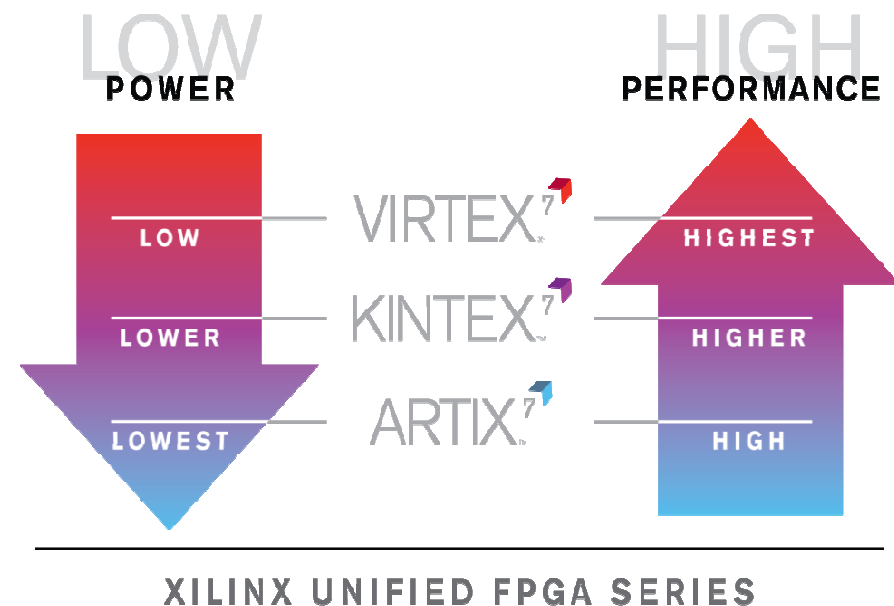 LOW
POWER
HIGH
PERFORMANCE
LOW
VIRTEX 7
HIGHEST
LOWER
KINTEX 7
HIGHER
LOWEST
ARTIX 7
HIGH
XILINX UNIFIED FPGA SERIES